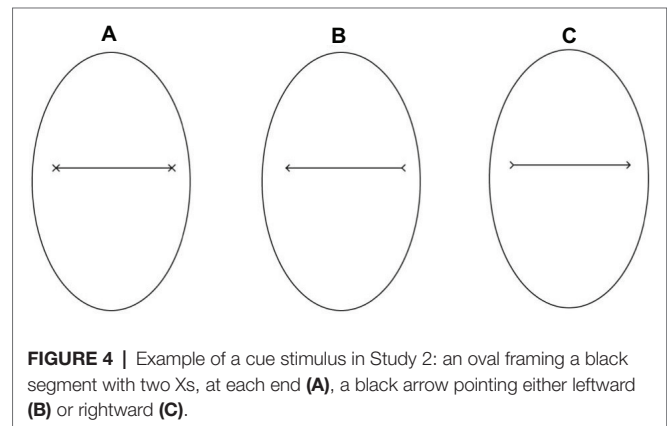 A B C
FIGURE 4 | Example of a cue stimulus in Study 2: an oval framing a black
segment with two Xs, at each end (A), a black arrow pointing either leftward
(B) or rightward (C).